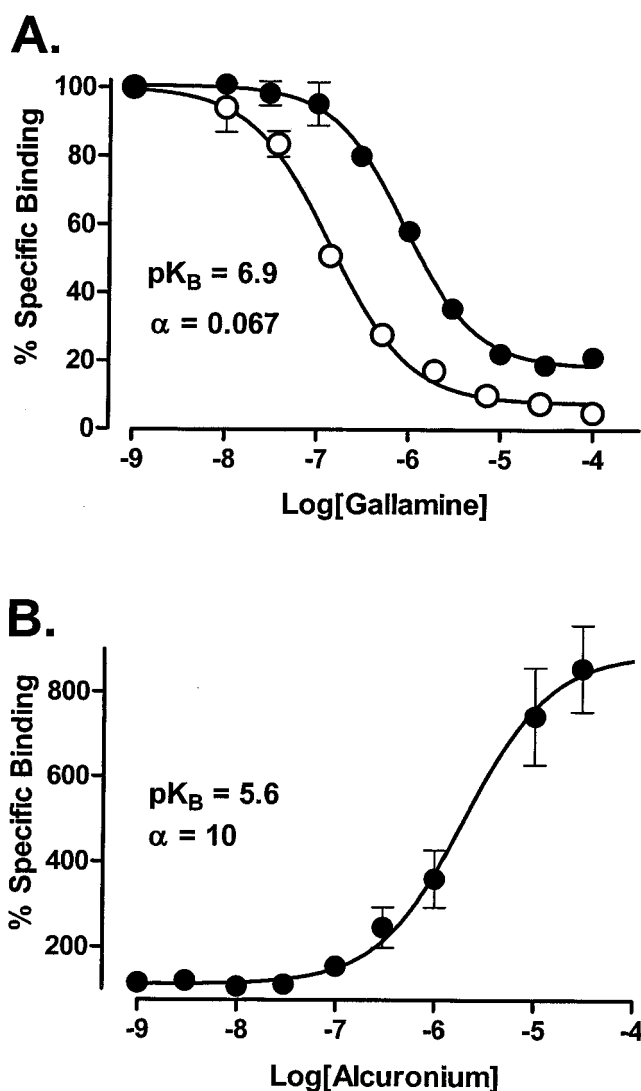 A.
100
80
60
40
20
0
% Specific Binding
pKB = 6.9
α = 0.067
-9 -8 -7 -6 -5 -4
Log[Gallamine]
B.
800
600
400
200
% Specific Binding
pKB = 5.6
α = 10
-9 -8 -7 -6 -5 -4
Log[Alcuronium]